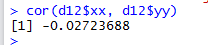 > cor(d12$xx, d12$yy)
[1] -0.02723688
>